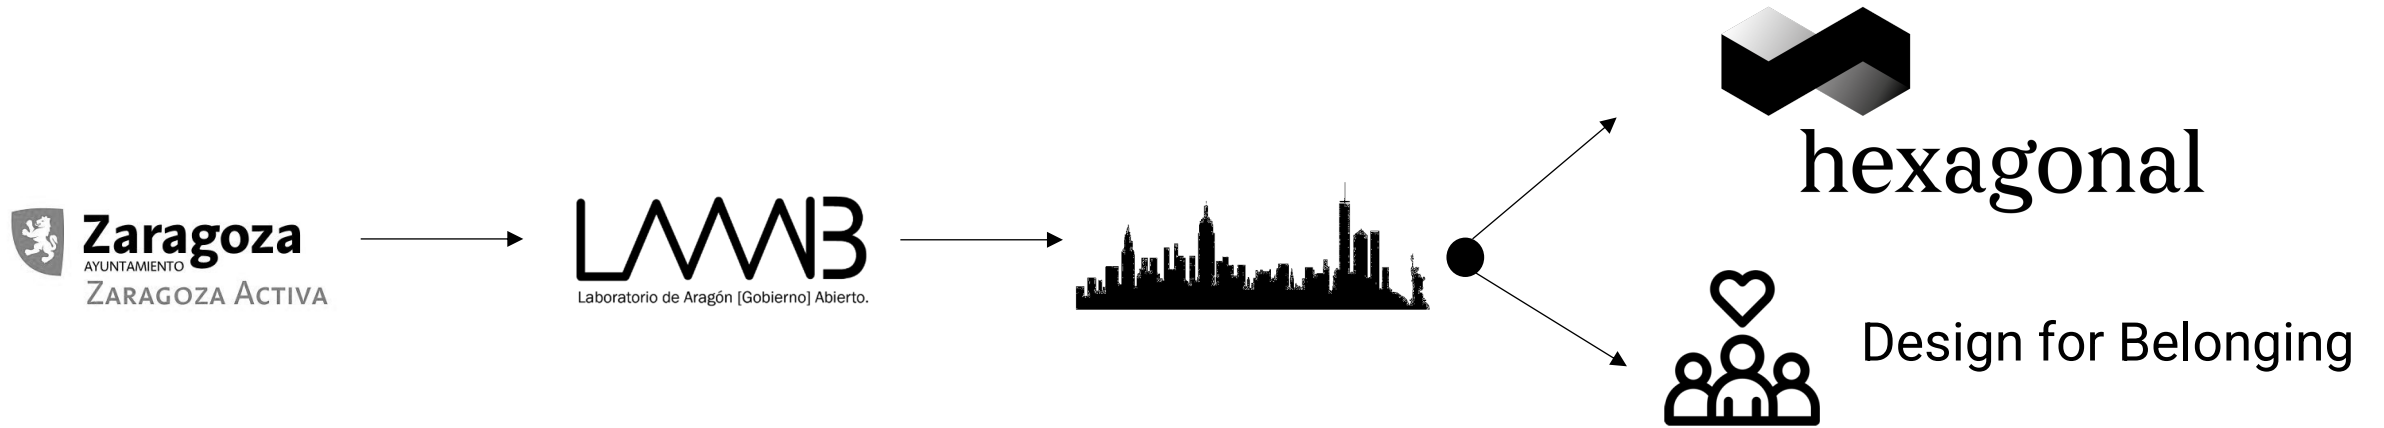 Zaragoza
AYUNTAMIENTO
ZARAGOZA ACTIVA
LAAAB
Laboratorio de Aragón [Gobierno] Abierto.
hexagonal
Design for Belonging